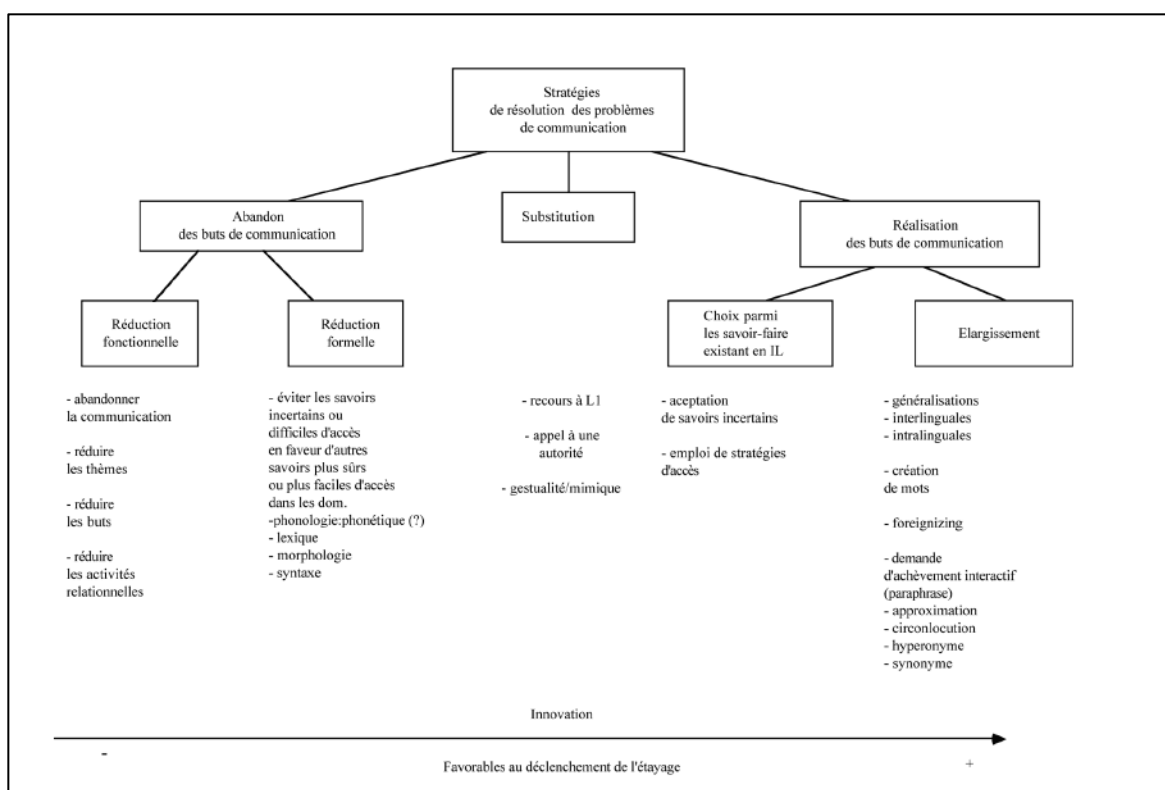 Stratégies
de résolution des problèmes
de communication
Abandon
des buts de communication
Substitution
Réalisation
des buts de communication
Réduction
fonctionnelle
Réduction
formelle
Choix parmi
les savoir-faire
existant en IL
Elargissement
- abandonner
la communication
- réduire
les thèmes
- réduire
les buts
- réduire
les activités
relationnelles
- éviter les savoirs
incertains ou
difficiles d'accès
en faveur d'autres
savoirs plus sûrs
ou plus faciles d'accès
dans les dom.
-phonologie:phonétique (?)
- lexique
- morphologie
- syntaxe
- recours à L1
- appel à une
autorité
- gestualité/mimique
- aceptation
de savoirs incertains
- emploi de stratégies
d'accès
- généralisations
- interlinguales
- intralinguales
- création
de mots
- foreignizing
- demande
d'achèvement interactif
(paraphrase)
- approximation
- circonlocution
- hyperonyme
- synonyme
Innovation
- +
Favorables au déclenchement de l'étayage